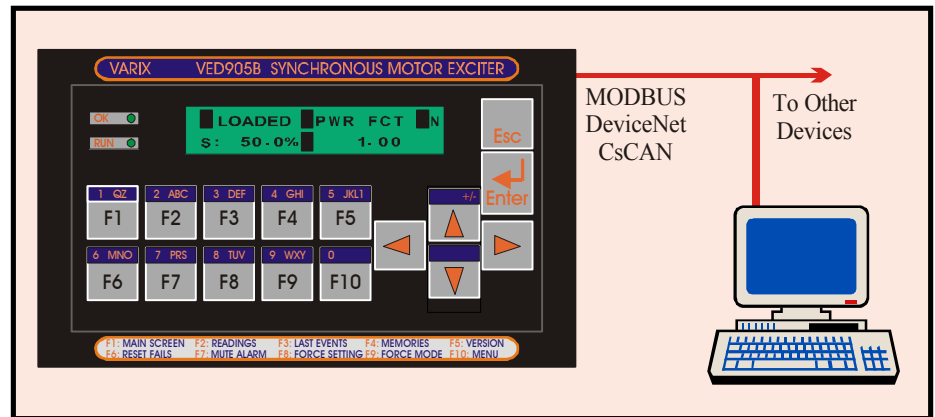 VARIX VED905B SYNCHRONOUS MOTOR EXCITER
OK
RUN
LOADED PWR FCT N
S: 50.0% 1.00
Esc
Enter
+/-
1 QZ 2 ABC 3 DEF 4 GHI 5 JKL1
F1 F2 F3 F4 F5
6 MNO 7 PRS 8 TUV 9 WXY 0
F6 F7 F8 F9 F10
F1: MAIN SCREEN F2: READINGS F3: LAST EVENTS F4: MEMORIES F5: VERSION
F6: RESET FAILS F7: MUTE ALARM F8: FORCE SETTING F9: FORCE MODE F10: MENU
MODBUS
DeviceNet
CsCAN
To Other
Devices